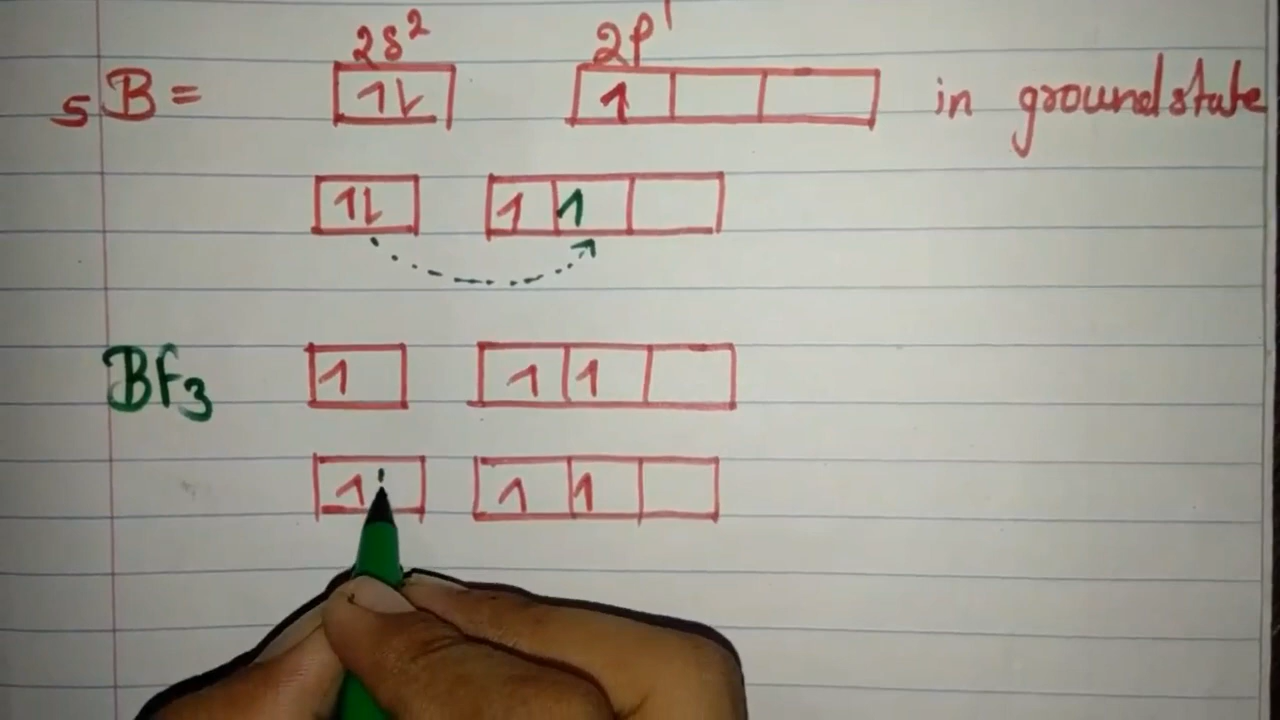 2s² 2p¹
₅B = 1⇂ 1 in groundstate
1⇂ 1 1
BF₃ 1 1 1
1 1 1